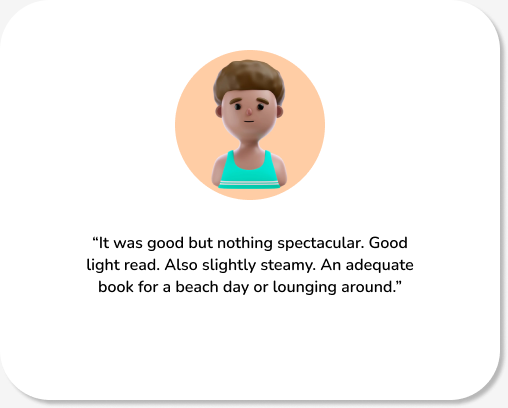 “It was good but nothing spectacular. Good
light read. Also slightly steamy. An adequate
book for a beach day or lounging around.”